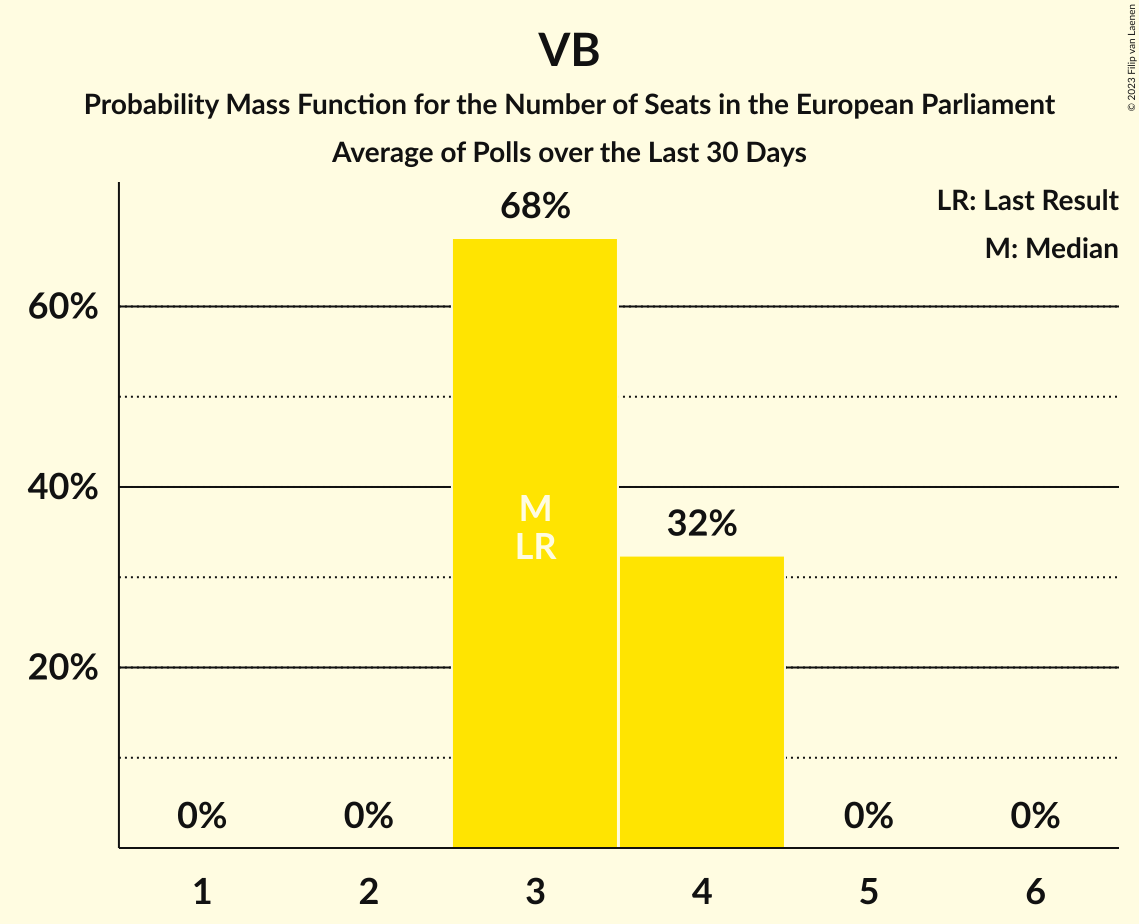 VB
Probability Mass Function for the Number of Seats in the European Parliament
Average of Polls over the Last 30 Days
© 2023 Filip van Laenen
LR: Last Result
M: Median
68%
60%
40%
M
LR
32%
20%
0% 0% 0% 0%
1 2 3 4 5 6